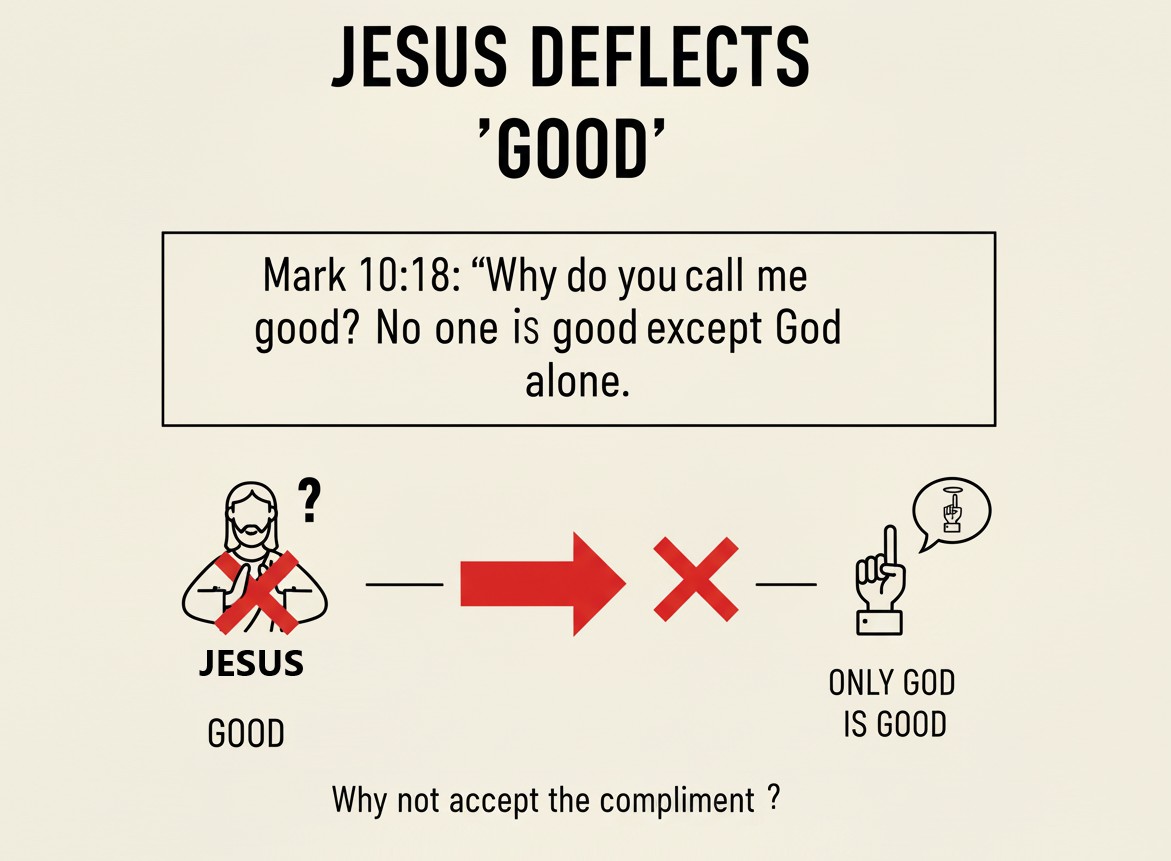 JESUS DEFLECTS
’GOOD’
Mark 10:18: “Why do you call me
good? No one is good except God
alone.
?
JESUS
GOOD
ONLY GOD
IS GOOD
Why not accept the compliment ?